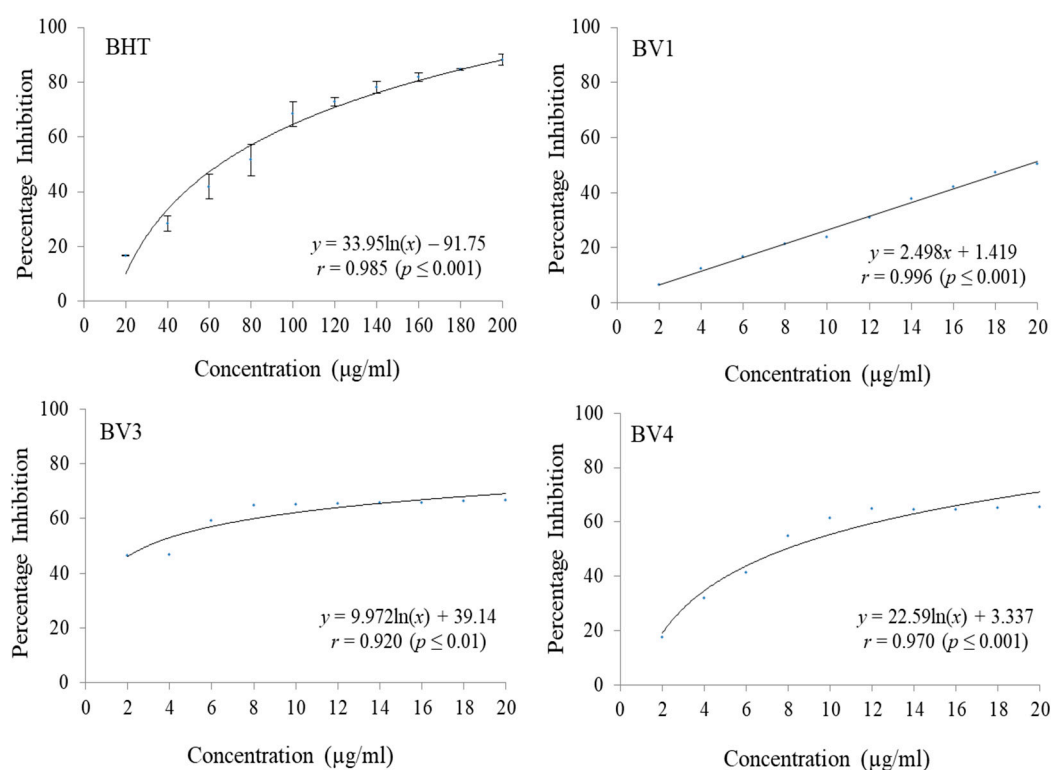 BHT
Percentage Inhibition
100
80
60
40
20
0
y = 33.95ln(x) – 91.75
r = 0.985 (p ≤ 0.001)
0 20 40 60 80 100 120 140 160 180 200
Concentration (µg/ml)
BV1
Percentage Inhibition
100
80
60
40
20
0
y = 2.498x + 1.419
r = 0.996 (p ≤ 0.001)
0 2 4 6 8 10 12 14 16 18 20
Concentration (µg/ml)
BV3
Percentage Inhibition
100
80
60
40
20
0
y = 9.972ln(x) + 39.14
r = 0.920 (p ≤ 0.01)
0 2 4 6 8 10 12 14 16 18 20
Concentration (µg/ml)
BV4
Percentage Inhibition
100
80
60
40
20
0
y = 22.59ln(x) + 3.337
r = 0.970 (p ≤ 0.001)
0 2 4 6 8 10 12 14 16 18 20
Concentration (µg/ml)